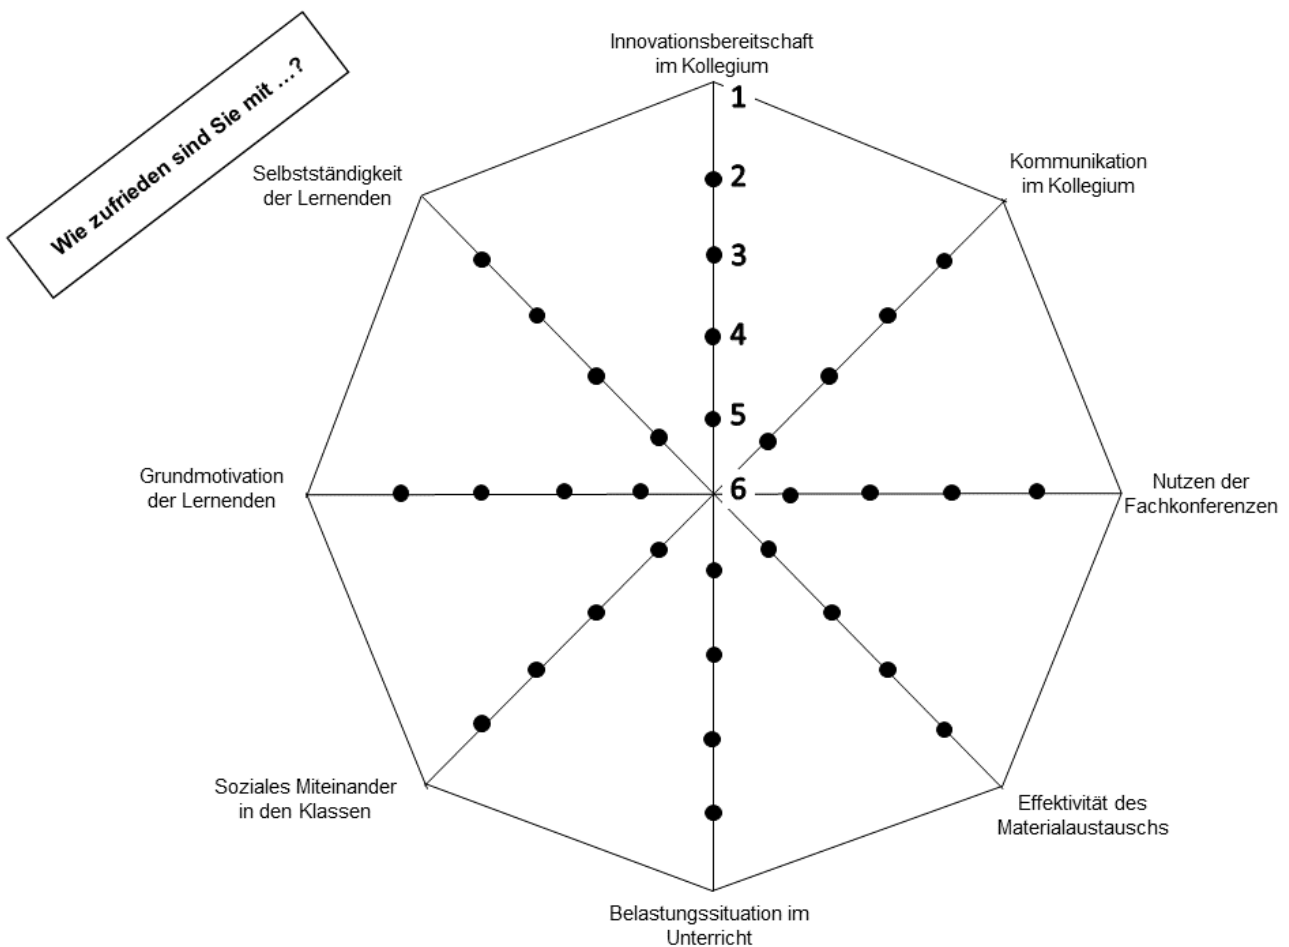 Wie zufrieden sind Sie mit ...?
Innovationsbereitschaft
im Kollegium
1
2
3
4
5
6
Kommunikation
im Kollegium
Nutzen der
Fachkonferenzen
Effektivität des
Materialaustauschs
Belastungssituation im
Unterricht
Soziales Miteinander
in den Klassen
Grundmotivation
der Lernenden
Selbstständigkeit
der Lernenden